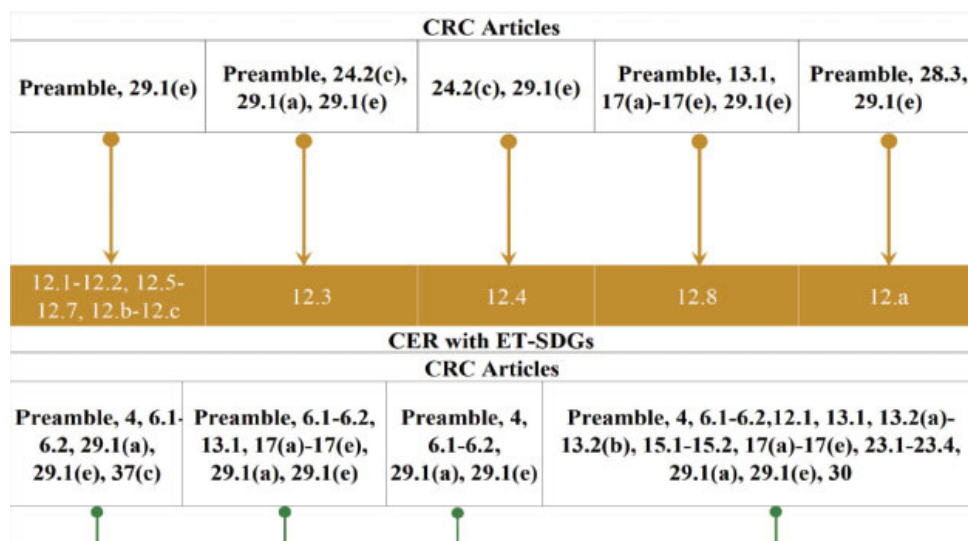 CRC Articles
Preamble, 29.1(e)
Preamble, 24.2(c),
29.1(a), 29.1(e)
24.2(c), 29.1(e)
Preamble, 13.1,
17(a)-17(e), 29.1(e)
Preamble, 28.3,
29.1(e)
12.1-12.2, 12.5-
12.7, 12.b-12.c
12.3
12.4
12.8
12.a
CER with ET-SDGs
CRC Articles
Preamble, 4, 6.1-
6.2, 29.1(a),
29.1(e), 37(c)
Preamble, 6.1-6.2,
13.1, 17(a)-17(e),
29.1(a), 29.1(e)
Preamble, 4,
6.1-6.2,
29.1(a), 29.1(e)
Preamble, 4, 6.1-6.2,12.1, 13.1, 13.2(a)-
13.2(b), 15.1-15.2, 17(a)-17(e), 23.1-23.4,
29.1(a), 29.1(e), 30